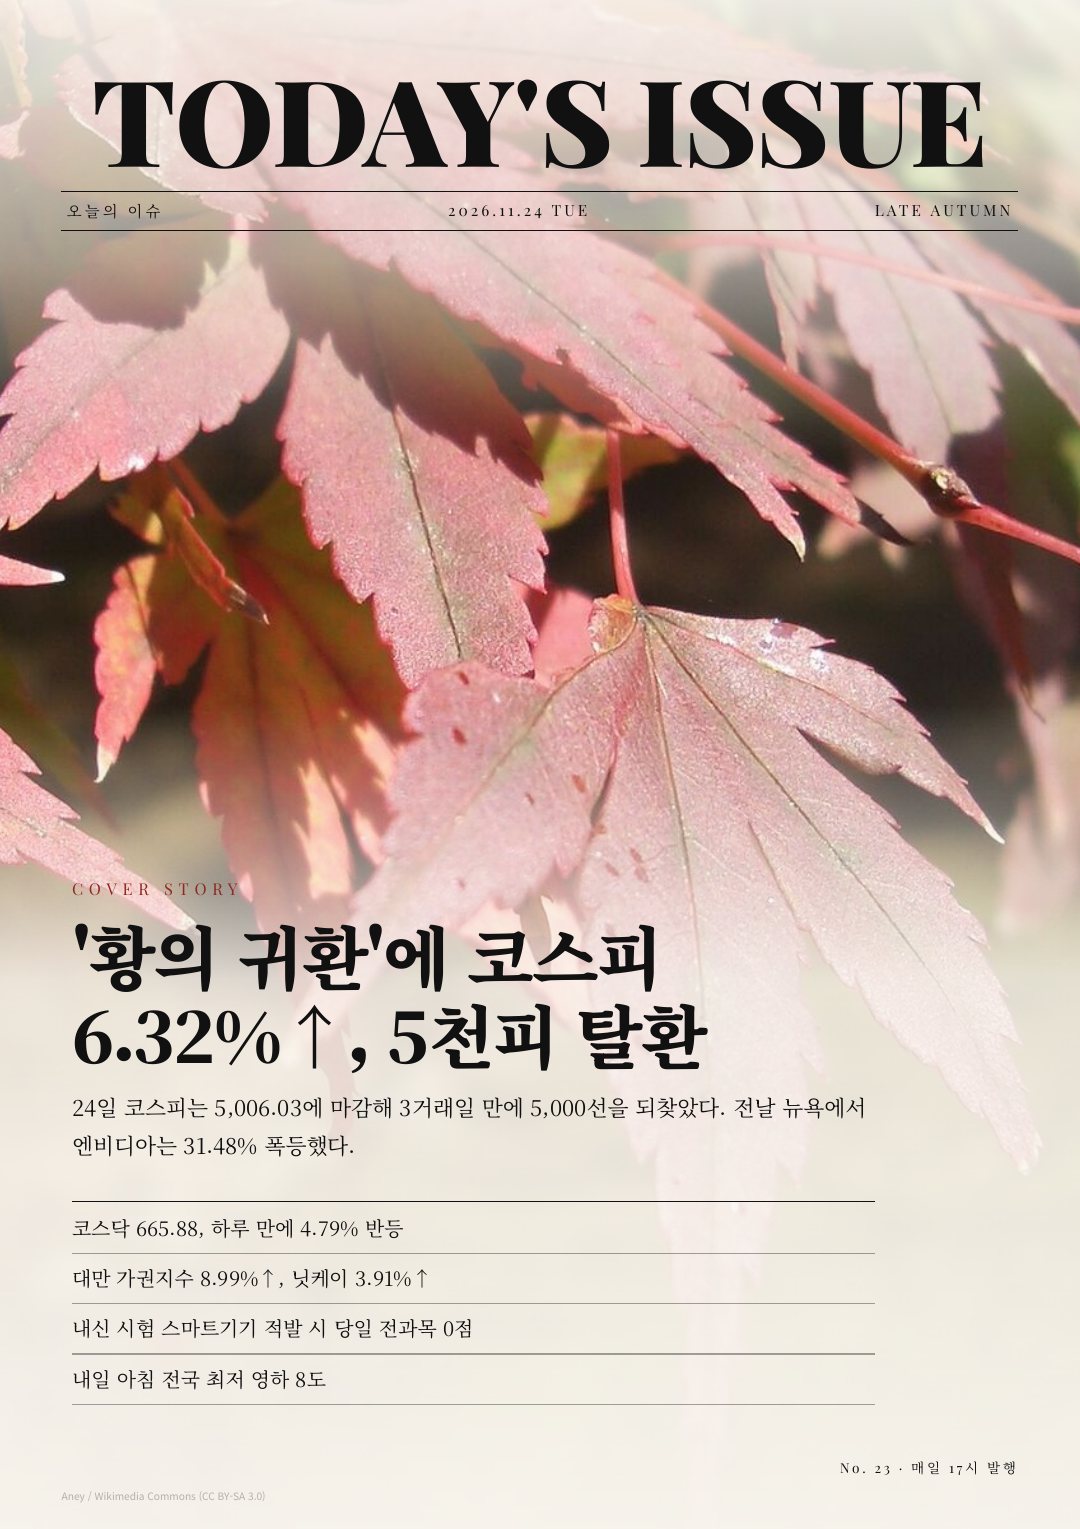 TODAY'S ISSUE
오늘의 이슈 2026.11.24 TUE LATE AUTUMN
COVER STORY
'황의 귀환'에 코스피
6.32%↑, 5천피 탈환
24일 코스피는 5,006.03에 마감해 3거래일 만에 5,000선을 되찾았다. 전날 뉴욕에서
엔비디아는 31.48% 폭등했다.
코스닥 665.88, 하루 만에 4.79% 반등
대만 가권지수 8.99%↑, 닛케이 3.91%↑
내신 시험 스마트기기 적발 시 당일 전과목 0점
내일 아침 전국 최저 영하 8도
No. 23 · 매일 17시 발행
Aney / Wikimedia Commons (CC BY-SA 3.0)